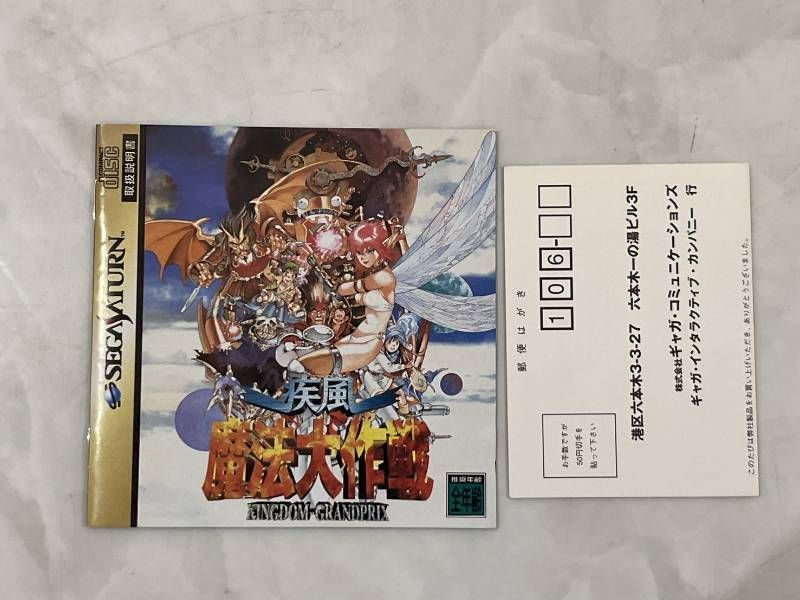 COMPACT
DISC
取扱説明書
SEGA SATURN™
疾風
魔法大作戦
KINGDOM-GRANDPRIX
推奨年齢
郵便はがき
106-
港区六本木3-3-27 六本木一の湯ビル3F
株式会社ギャガ・コミュニケーションズ
ギャガ・インタラクティブ・カンパニー 行
お手数ですが
50円切手を
貼って下さい
このたびは弊社製品をお買い上げいただき、ありがとうございました。